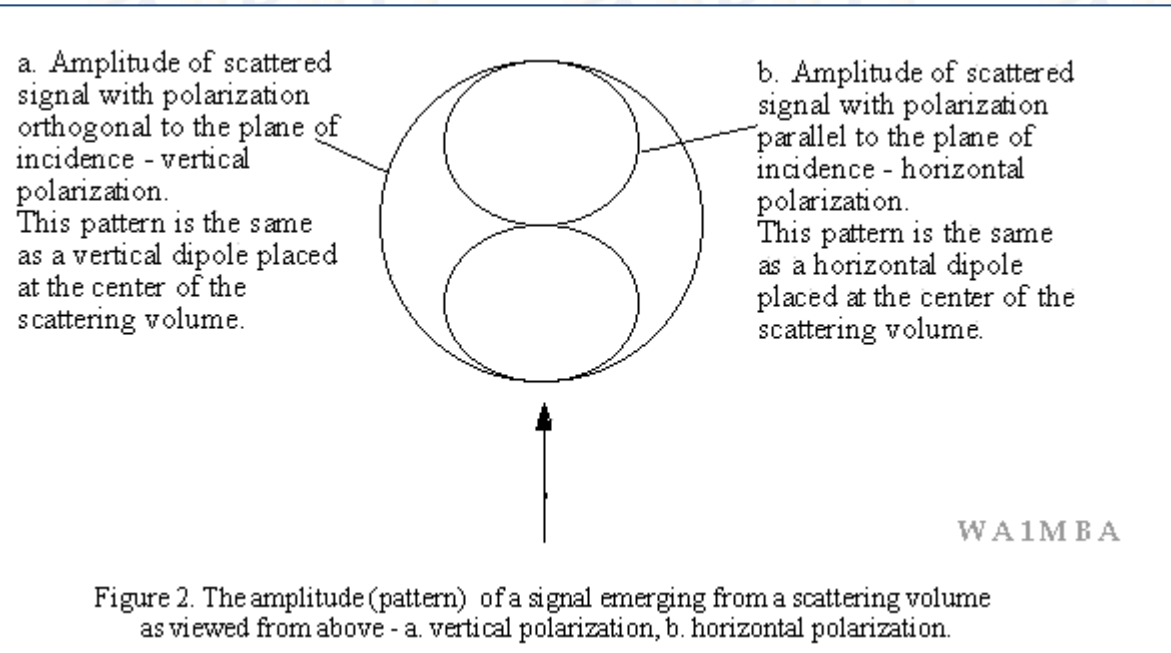 a. Amplitude of scattered
signal with polarization
orthogonal to the plane of
incidence - vertical
polarization.
This pattern is the same
as a vertical dipole placed
at the center of the
scattering volume.
b. Amplitude of scattered
signal with polarization
parallel to the plane of
incidence - horizontal
polarization.
This pattern is the same
as a horizontal dipole
placed at the center of the
scattering volume.
WA1MBA
Figure 2. The amplitude (pattern) of a signal emerging from a scattering volume
as viewed from above - a. vertical polarization, b. horizontal polarization.